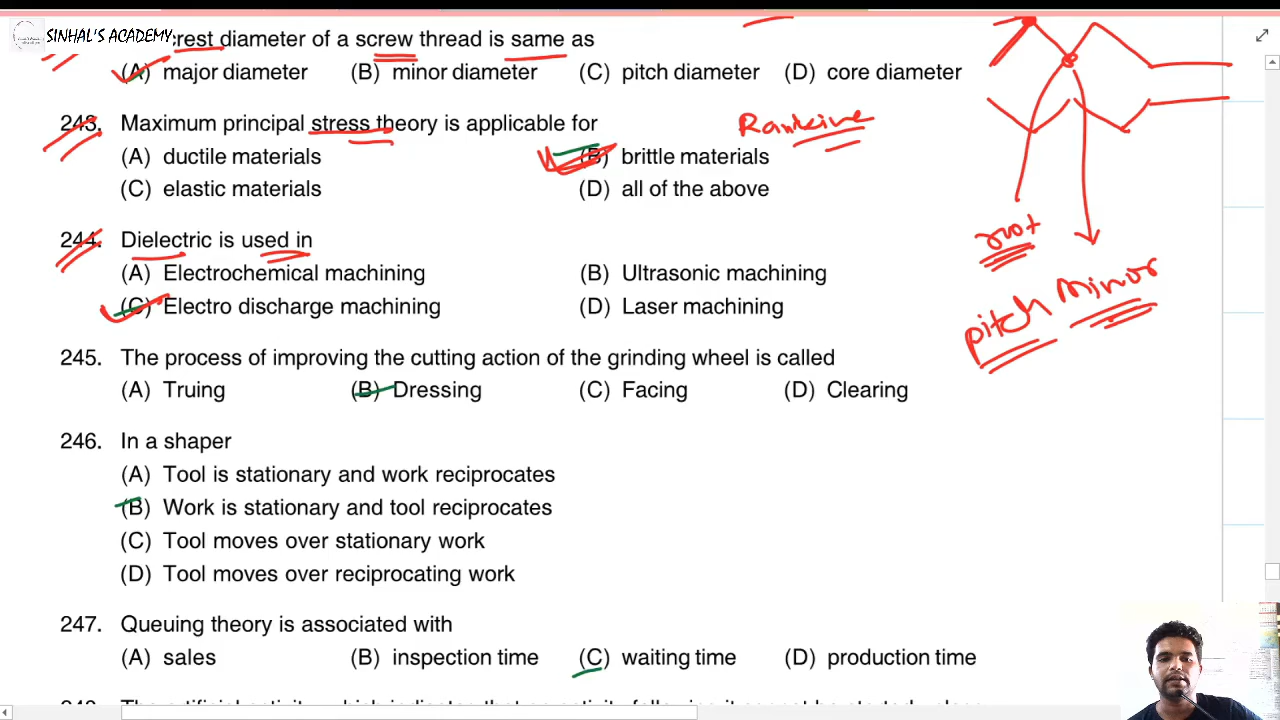 SINHAL'S ACADEMY
crest diameter of a screw thread is same as
(A) major diameter (B) minor diameter (C) pitch diameter (D) core diameter
243. Maximum principal stress theory is applicable for
Rankine
(A) ductile materials (B) brittle materials
(C) elastic materials (D) all of the above
244. Dielectric is used in
root
(A) Electrochemical machining (B) Ultrasonic machining
(C) Electro discharge machining (D) Laser machining
pitch minor
245. The process of improving the cutting action of the grinding wheel is called
(A) Truing (B) Dressing (C) Facing (D) Clearing
246. In a shaper
(A) Tool is stationary and work reciprocates
(B) Work is stationary and tool reciprocates
(C) Tool moves over stationary work
(D) Tool moves over reciprocating work
247. Queuing theory is associated with
(A) sales (B) inspection time (C) waiting time (D) production time